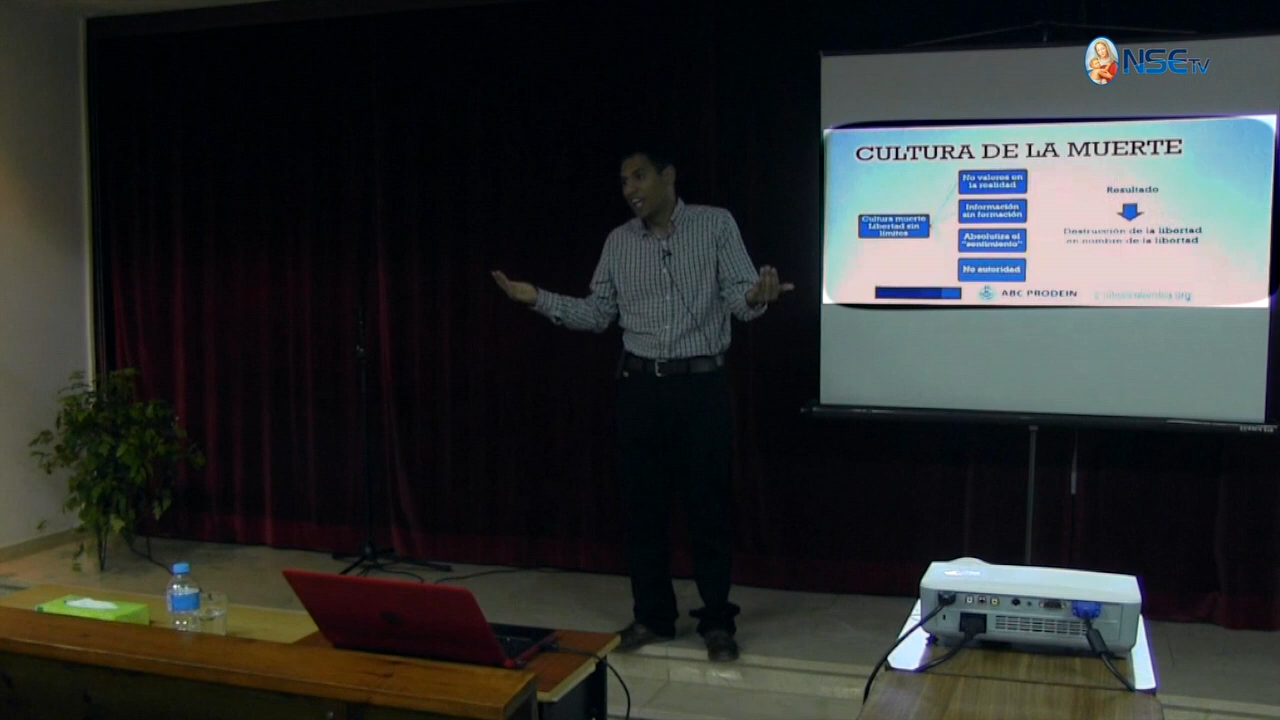 NSETV
CULTURA DE LA MUERTE
No valores en
la realidad
Resultado
Información
sin formación
Cultura muerte
Libertad sin
límites
Destrucción de la libertad
en nombre de la libertad
Absolutiza el
"sentimiento"
No autoridad
ABC PRODEIN